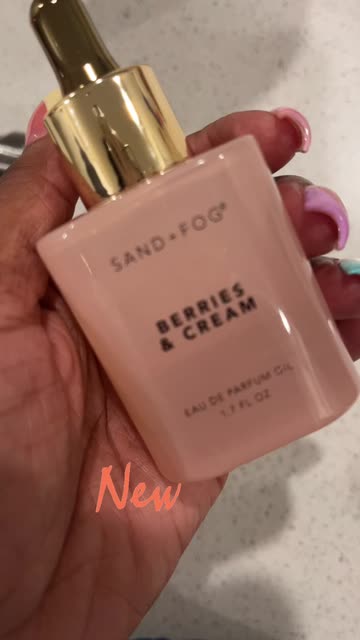 SAND + FOG®
BERRIES
& CREAM
EAU DE PARFUM OIL
1.7 FL OZ
New